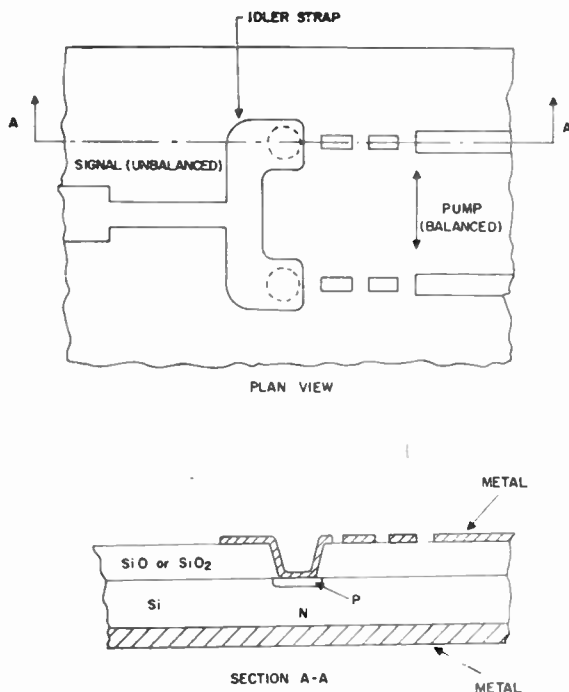 IDLER STRAP
A
A
SIGNAL (UNBALANCED)
PUMP
(BALANCED)
PLAN VIEW
METAL
SiO or SiO2
P
Si
N
SECTION A-A
METAL